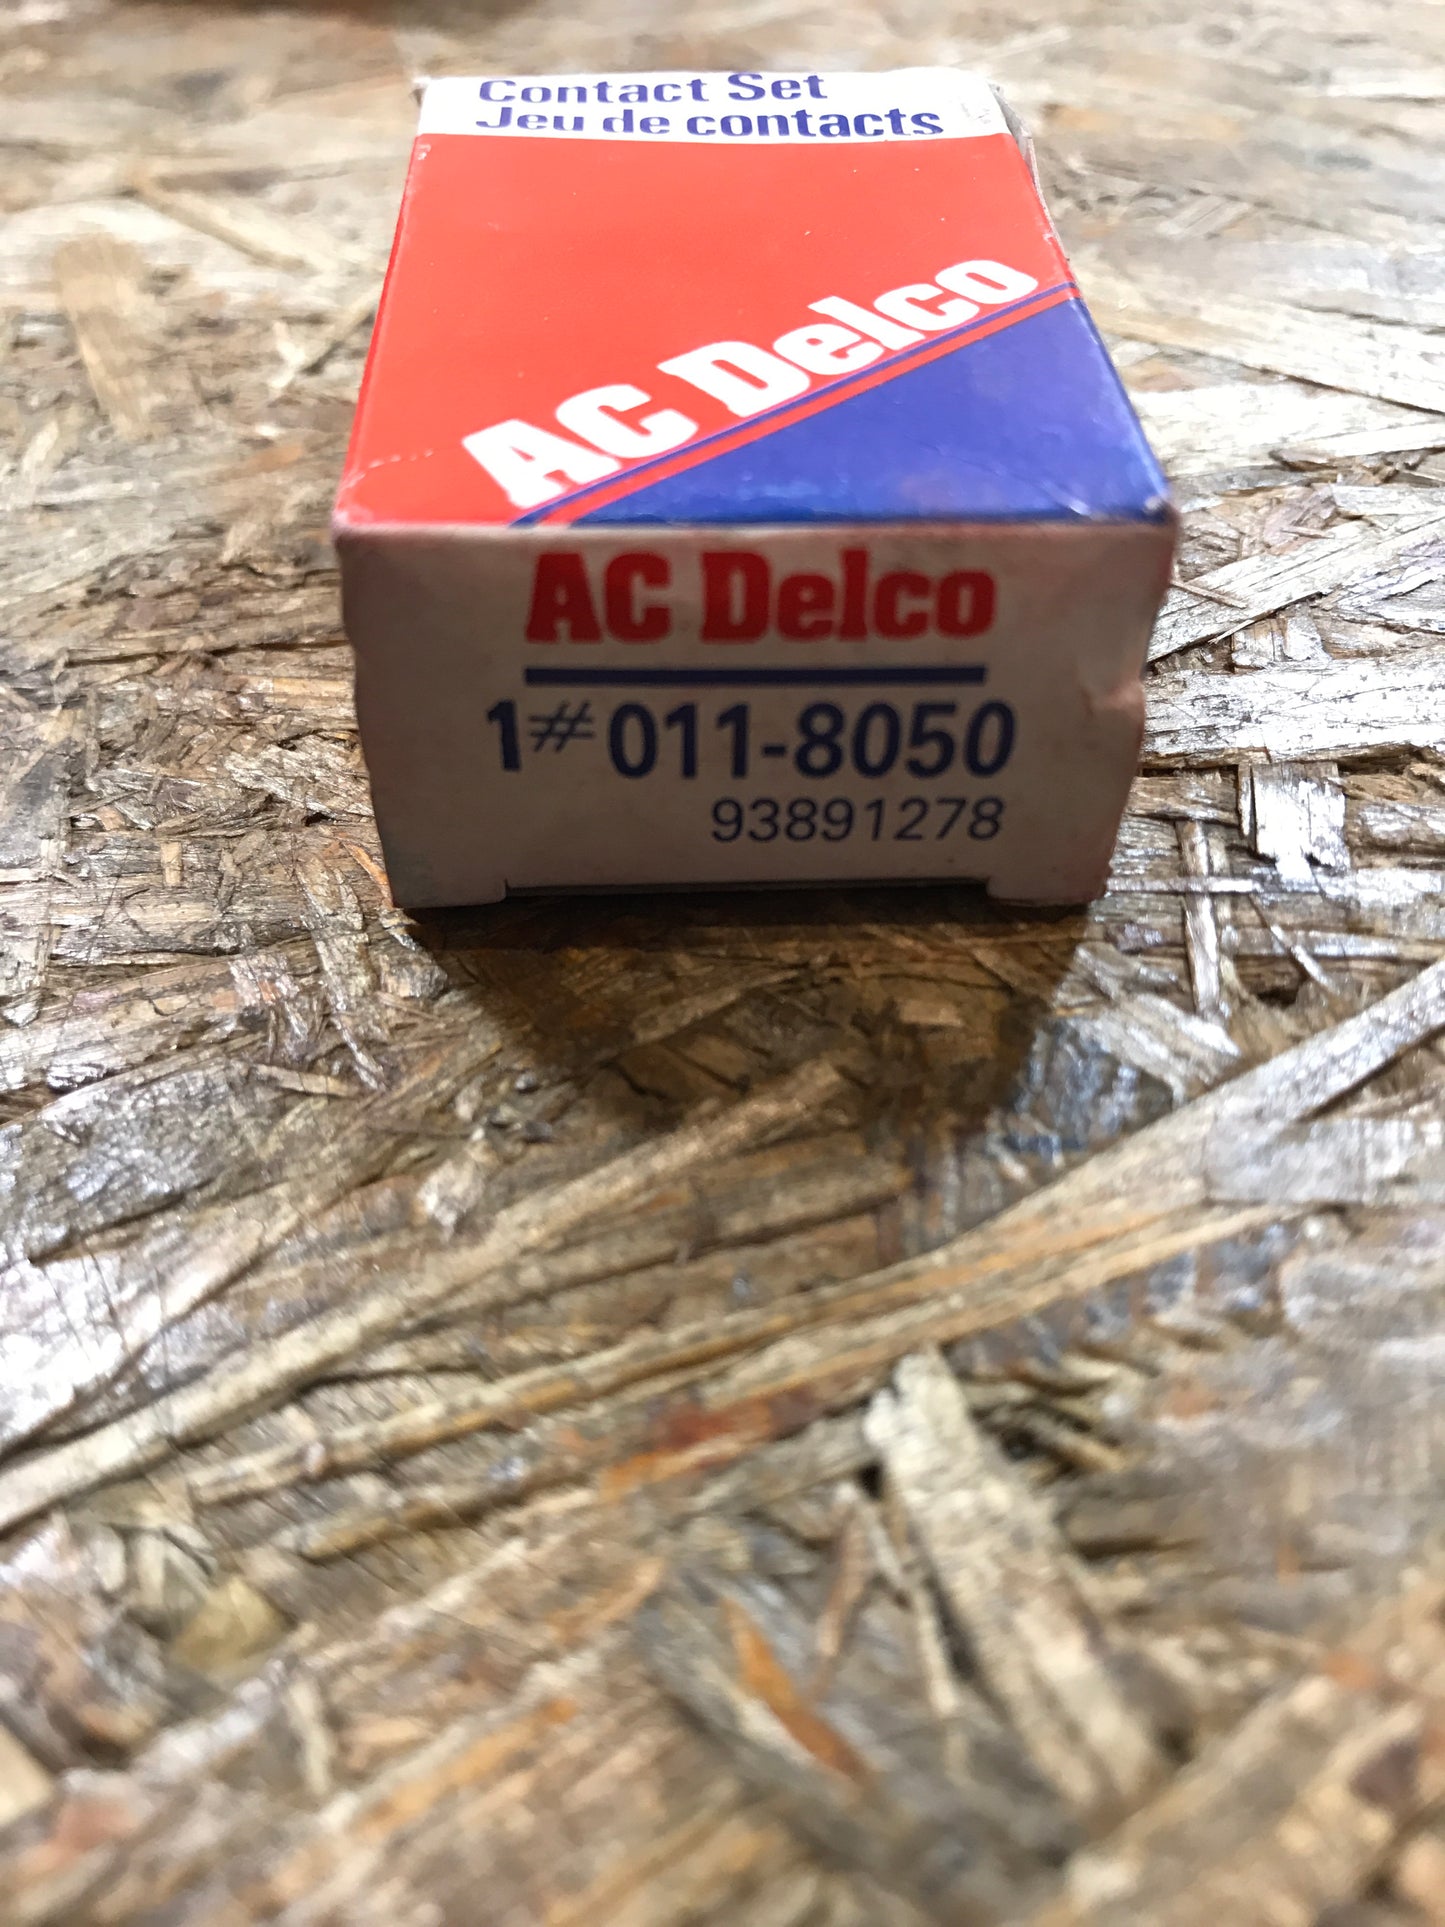 Contact Set
Jeu de contacts
AC Delco
AC Delco
1# 011-8050
93891278